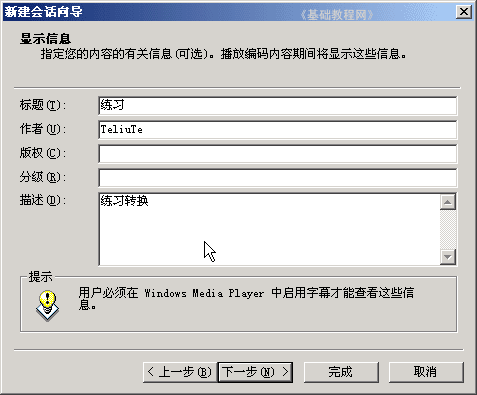 新建会话向导
《基础教程网》
显示信息
指定您的内容的有关信息(可选)。播放编码内容期间将显示这些信息。
标题(T): 练习
作者(U): TeliuTe
版权(C):
分级(R):
描述(D): 练习转换
提示
用户必须在 Windows Media Player 中启用字幕才能查看这些信
息。
< 上一步(B) 下一步(N) > 完成 取消